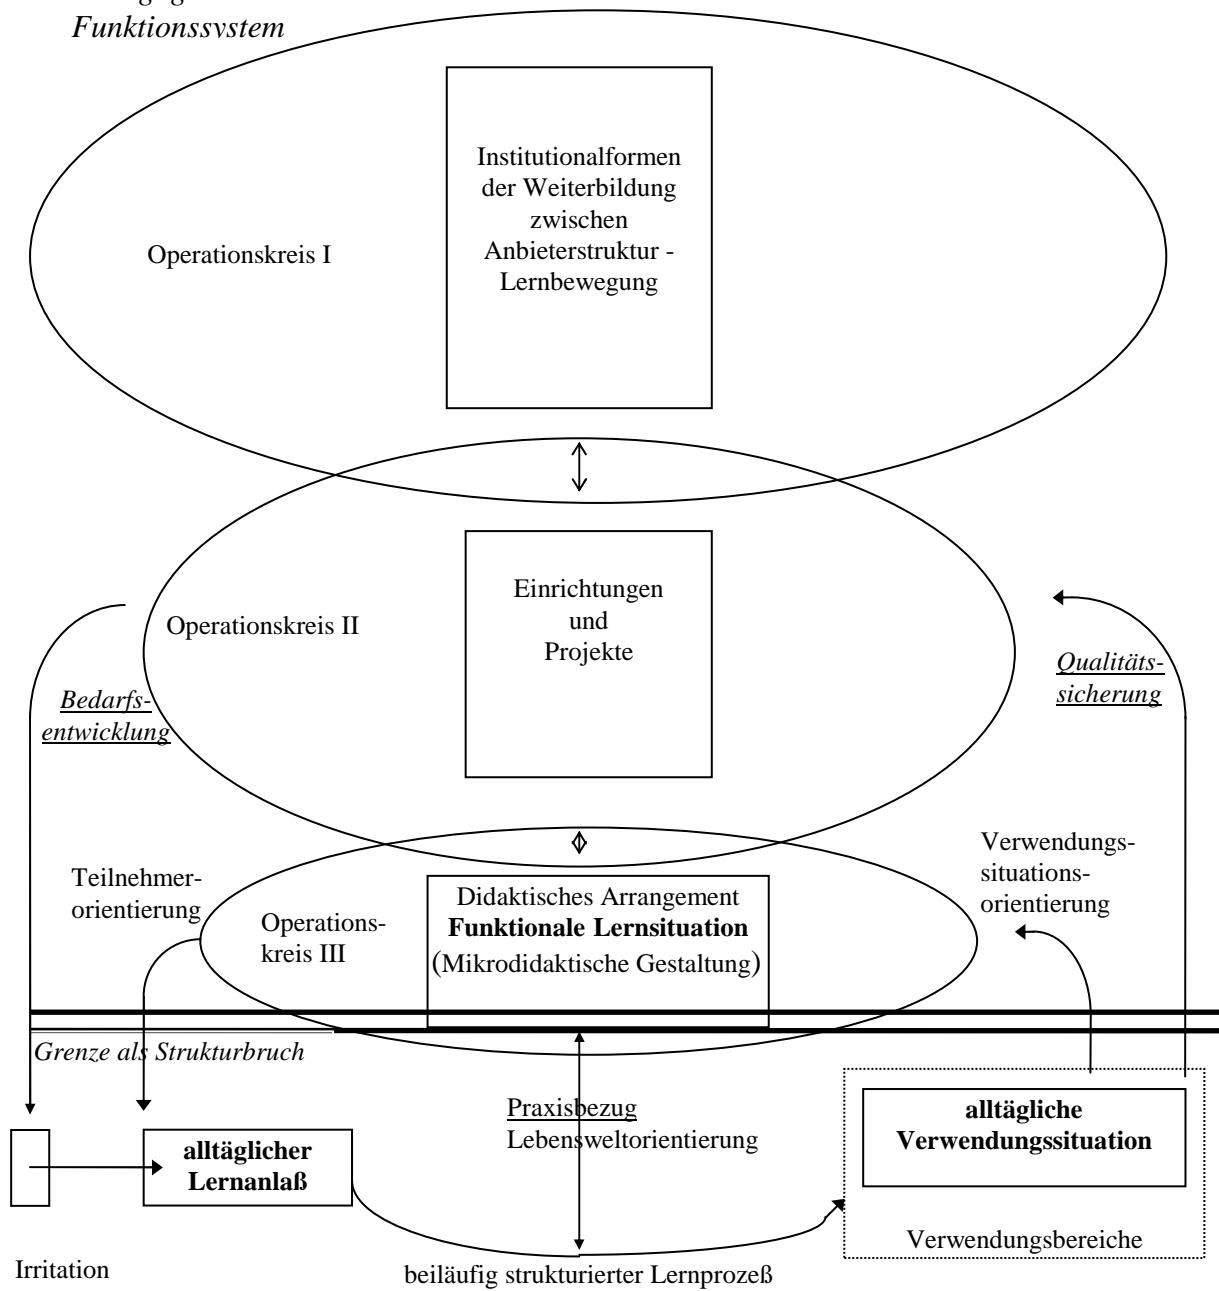 Funktionssystem
Institutionalformen
der Weiterbildung
zwischen
Anbieterstruktur -
Lernbewegung
Operationskreis I
Einrichtungen
und
Projekte
Operationskreis II
Bedarfs-
entwicklung
Qualitäts-
sicherung
Teilnehmer-
orientierung
Verwendungs-
situations-
orientierung
Operations-
kreis III
Didaktisches Arrangement
Funktionale Lernsituation
(Mikrodidaktische Gestaltung)
Grenze als Strukturbruch
Praxisbezug
Lebensweltorientierung
alltäglicher
Lernanlaß
alltägliche
Verwendungssituation
Verwendungsbereiche
Irritation
beiläufig strukturierter Lernprozeß